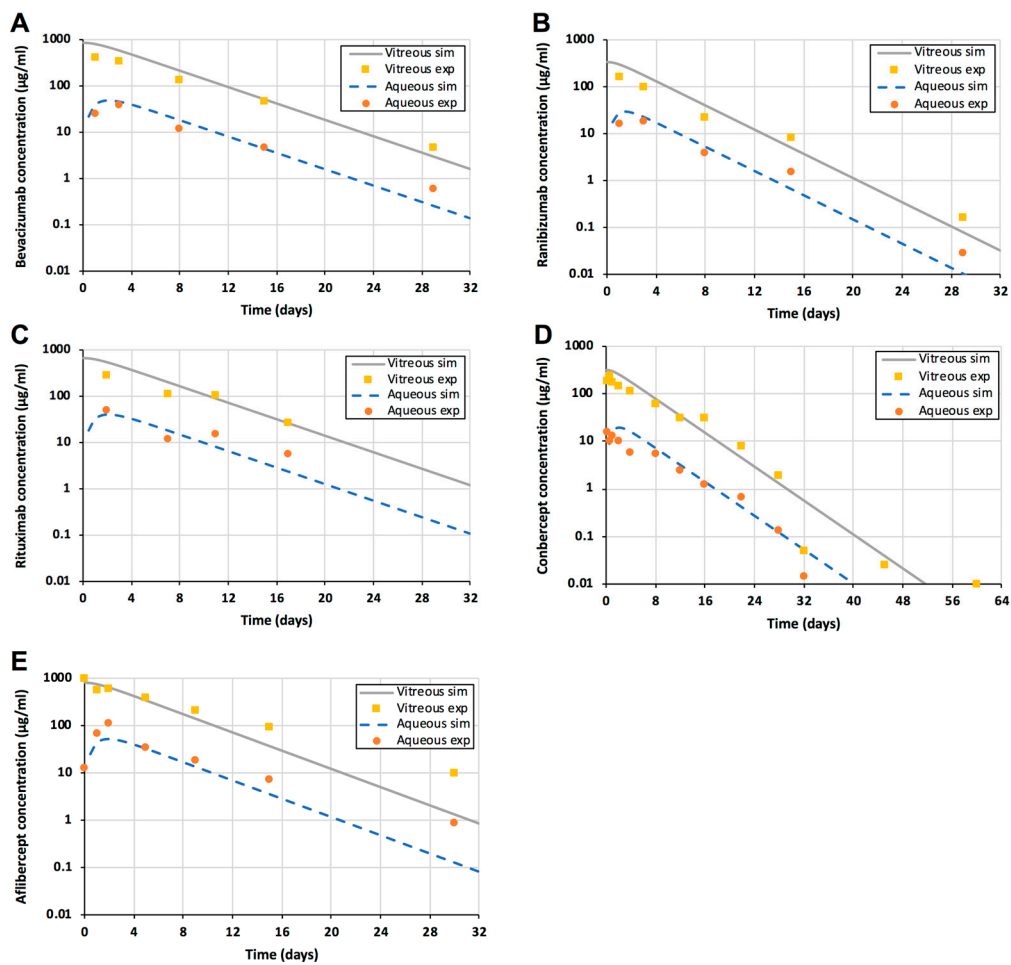 A
Bevacizumab concentration (µg/ml)
1000
100
10
1
0.1
0.01
0 4 8 12 16 20 24 28 32
Time (days)
Vitreous sim
Vitreous exp
Aqueous sim
Aqueous exp
B
Ranibizumab concentration (µg/ml)
1000
100
10
1
0.1
0.01
0 4 8 12 16 20 24 28 32
Time (days)
Vitreous sim
Vitreous exp
Aqueous sim
Aqueous exp
C
Rituximab concentration (µg/ml)
1000
100
10
1
0.1
0.01
0 4 8 12 16 20 24 28 32
Time (days)
Vitreous sim
Vitreous exp
Aqueous sim
Aqueous exp
D
Conbercept concentration (µg/ml)
1000
100
10
1
0.1
0.01
0 8 16 24 32 40 48 56 64
Time (days)
Vitreous sim
Vitreous exp
Aqueous sim
Aqueous exp
E
Aflibercept concentration (µg/ml)
1000
100
10
1
0.1
0.01
0 4 8 12 16 20 24 28 32
Time (days)
Vitreous sim
Vitreous exp
Aqueous sim
Aqueous exp